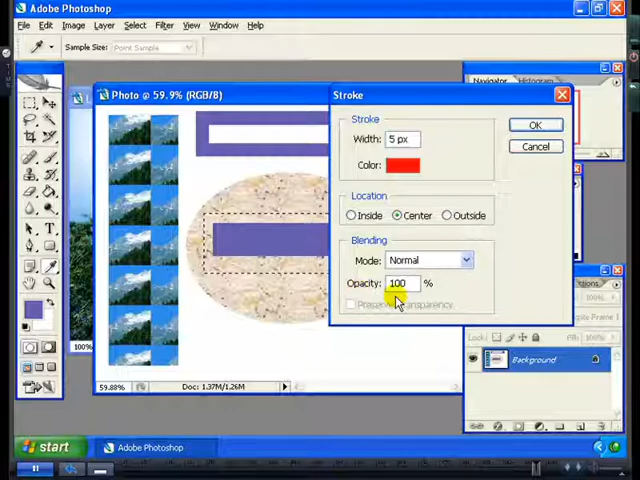 Adobe Photoshop
File Edit Image Layer Select Filter View Window Help
Sample Size: Point Sample
TIME
Navigator Histogram
Photo @ 59.9% (RGB/8)
Stroke
Stroke
Width: 5 px
OK
Color:
Cancel
Location
Inside Center Outside
Blending
Mode: Normal
Opacity: 100 %
Preserve Transparency
Lock:
Background
100%
59.88% Doc: 1.37M/1.26M
start Adobe Photoshop